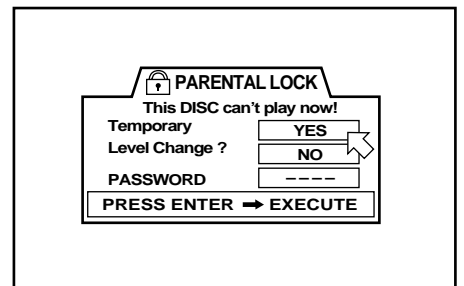 PARENTAL LOCK
This DISC can't play now!
Temporary YES
Level Change ? NO
PASSWORD – – – –
PRESS ENTER ➡ EXECUTE